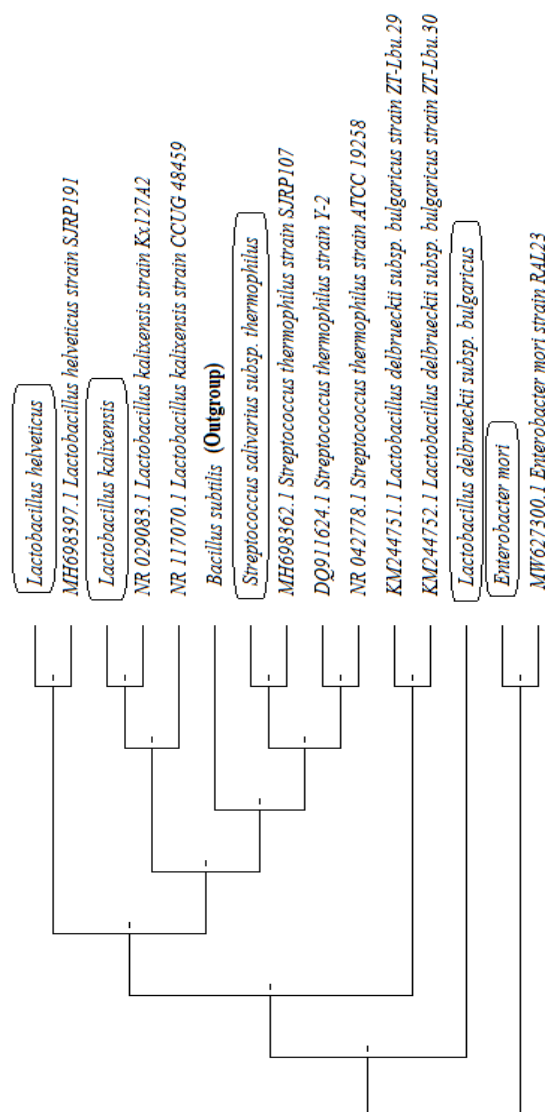 Lactobacillus helveticus
MH698397.1 Lactobacillus helveticus strain SJRP191
Lactobacillus kalixensis
NR 029083.1 Lactobacillus kalixensis strain Kx127A2
NR 117070.1 Lactobacillus kalixensis strain CCUG 48459
Bacillus subtilis (Outgroup)
Streptococcus salivarius subsp. thermophilus
MH698362.1 Streptococcus thermophilus strain SJRP107
DQ911624.1 Streptococcus thermophilus strain Y-2
NR 042778.1 Streptococcus thermophilus strain ATCC 19258
KM244751.1 Lactobacillus delbrueckii subsp. bulgaricus strain ZT-Lbu.29
KM244752.1 Lactobacillus delbrueckii subsp. bulgaricus strain ZT-Lbu.30
Lactobacillus delbrueckii subsp. bulgaricus
Enterobacter mori
MW627300.1 Enterobacter mori strain RAL23